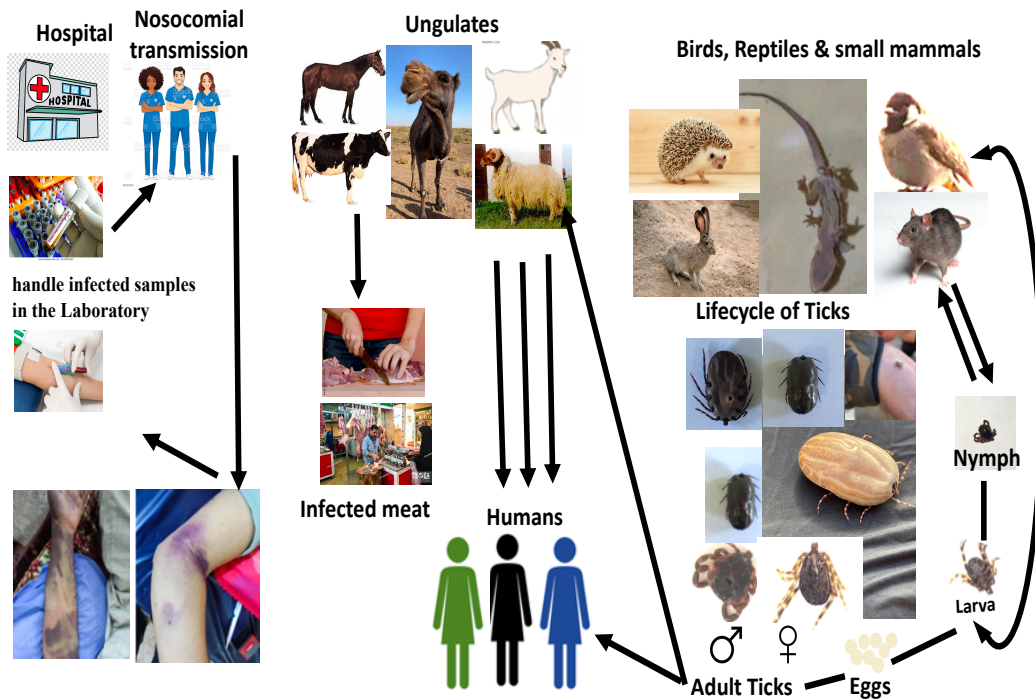 Hospital
Nosocomial
transmission
HOSPITAL
handle infected samples
in the Laboratory
Ungulates
Infected meat
Humans
Birds, Reptiles & small mammals
Lifecycle of Ticks
Nymph
Larva
Adult Ticks
Eggs